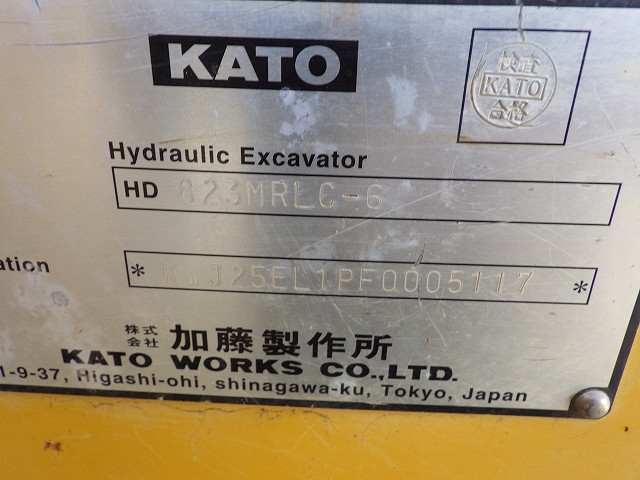 KATO
検査
KATO
合格
Hydraulic Excavator
HD 823MRLC-6
ation
* J25EL1PF0005117 *
株式会社 加藤製作所
KATO WORKS CO.,LTD.
1-9-37, Higashi-ohi, shinagawa-ku, Tokyo, Japan